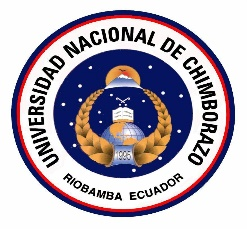 UNIVERSIDAD NACIONAL DE CHIMBORAZO
1995
RIOBAMBA ECUADOR